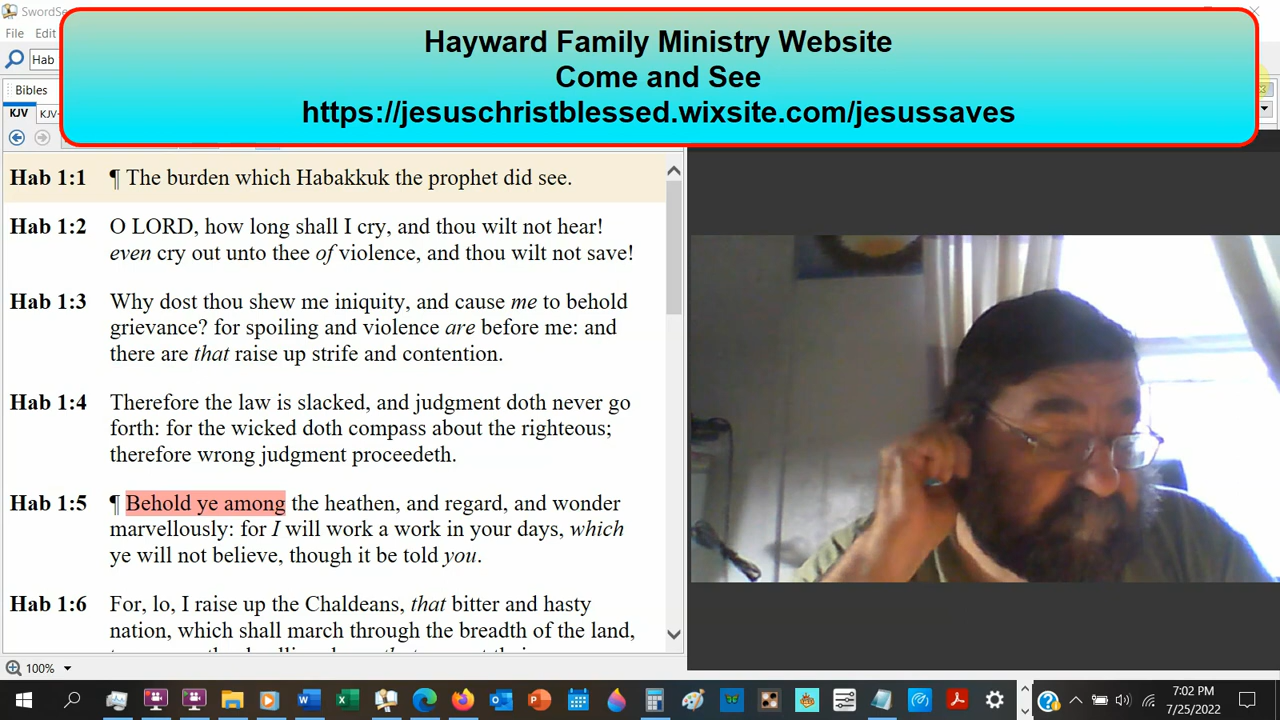 SwordSe
Hayward Family Ministry Website
Come and See
https://jesuschristblessed.wixsite.com/jesussaves
File Edit
Hab
Bibles
KJV KJV
Hab 1:1 ¶ The burden which Habakkuk the prophet did see.
Hab 1:2 O LORD, how long shall I cry, and thou wilt not hear!
even cry out unto thee of violence, and thou wilt not save!
Hab 1:3 Why dost thou shew me iniquity, and cause me to behold
grievance? for spoiling and violence are before me: and
there are that raise up strife and contention.
Hab 1:4 Therefore the law is slacked, and judgment doth never go
forth: for the wicked doth compass about the righteous;
therefore wrong judgment proceedeth.
Hab 1:5 ¶ Behold ye among the heathen, and regard, and wonder
marvellously: for I will work a work in your days, which
ye will not believe, though it be told you.
Hab 1:6 For, lo, I raise up the Chaldeans, that bitter and hasty
nation, which shall march through the breadth of the land,
100%
7:02 PM
7/25/2022